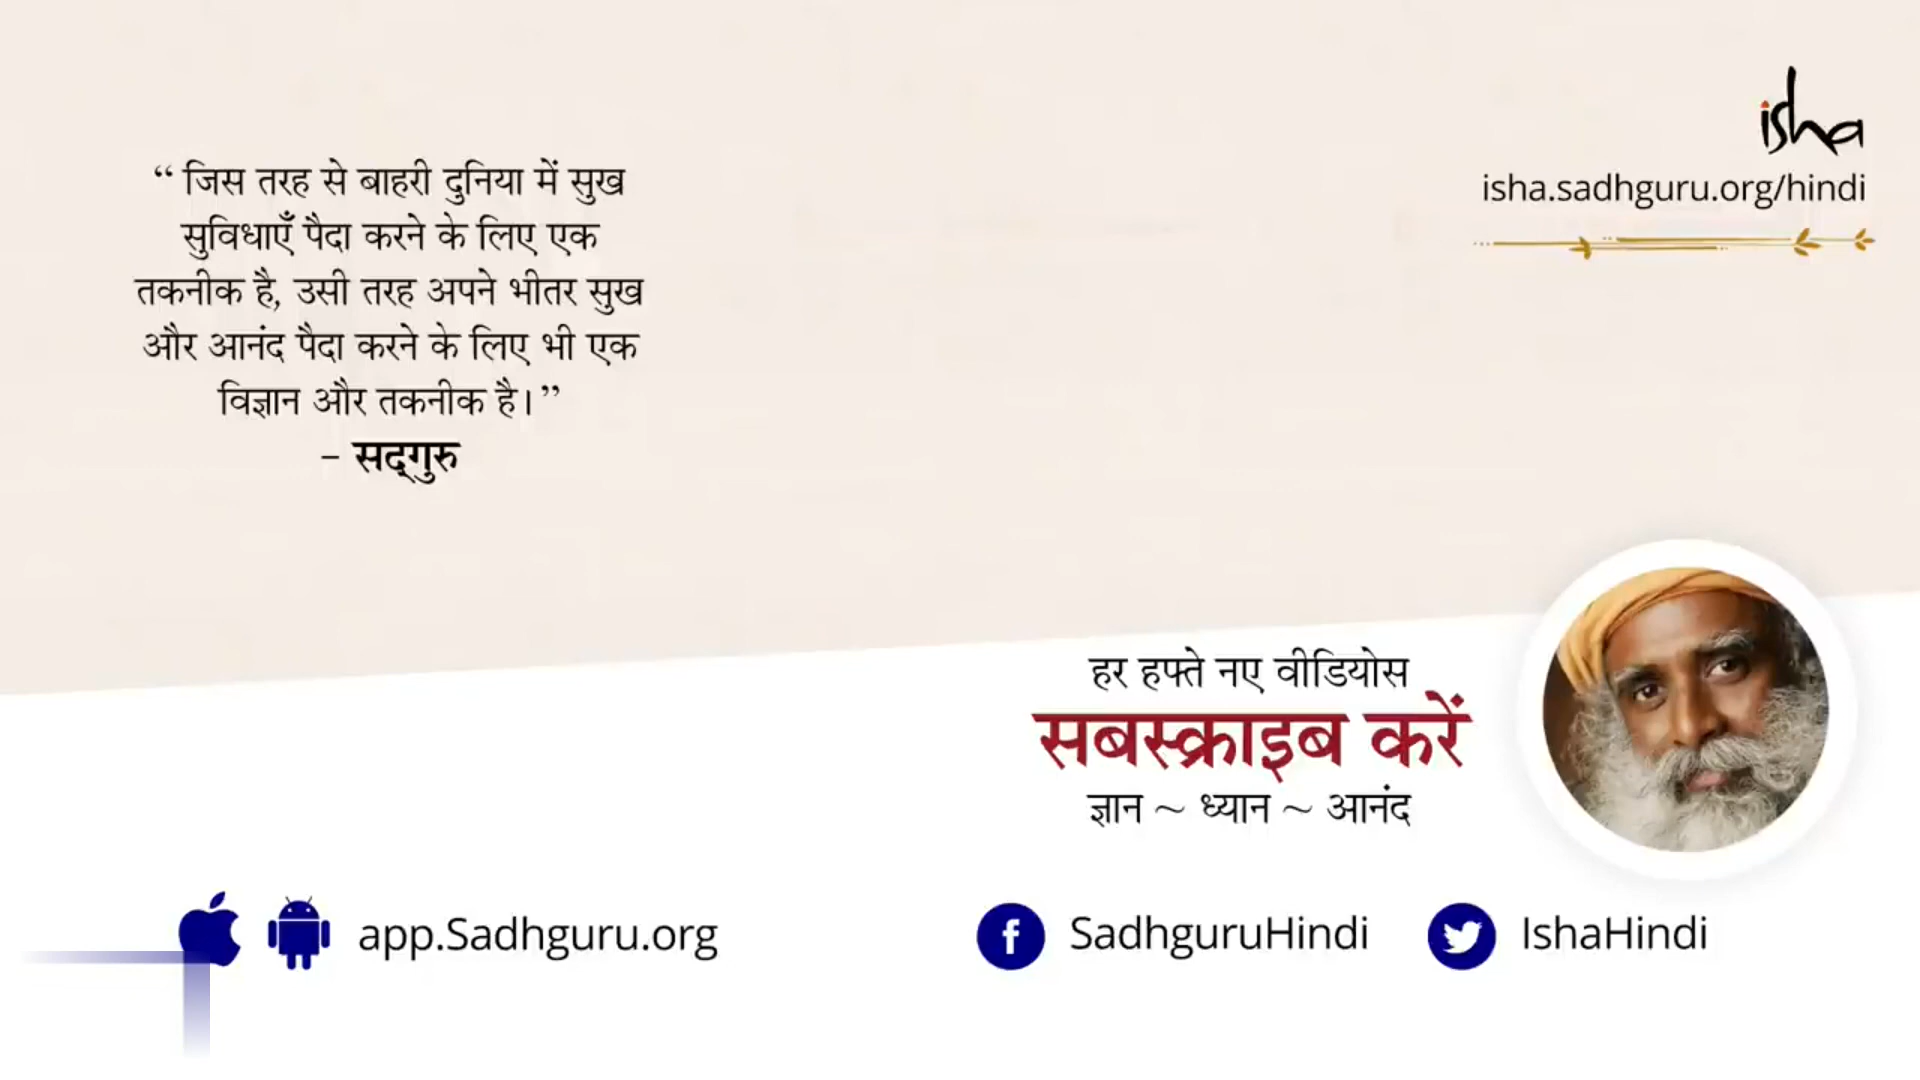 “ जिस तरह से बाहरी दुनिया में सुख
सुविधाएँ पैदा करने के लिए एक
तकनीक है, उसी तरह अपने भीतर सुख
और आनंद पैदा करने के लिए भी एक
विज्ञान और तकनीक है।”
– सद्‌गुरु
isha
isha.sadhguru.org/hindi
हर हफ्ते नए वीडियोस
सबस्क्राइब करें
ज्ञान ~ ध्यान ~ आनंद
app.Sadhguru.org
SadhguruHindi
IshaHindi